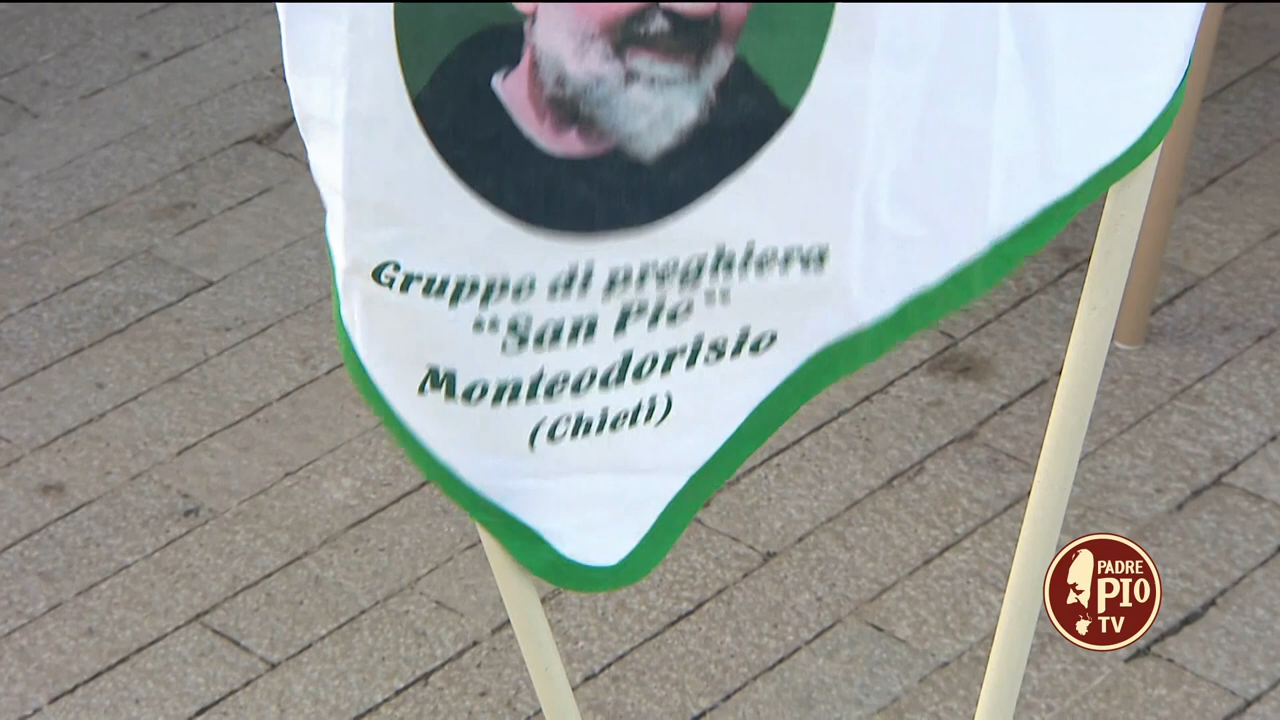 Gruppo di preghiera
"San Pio"
Monteodorisio
(Chieti)
PADRE
PIO
TV